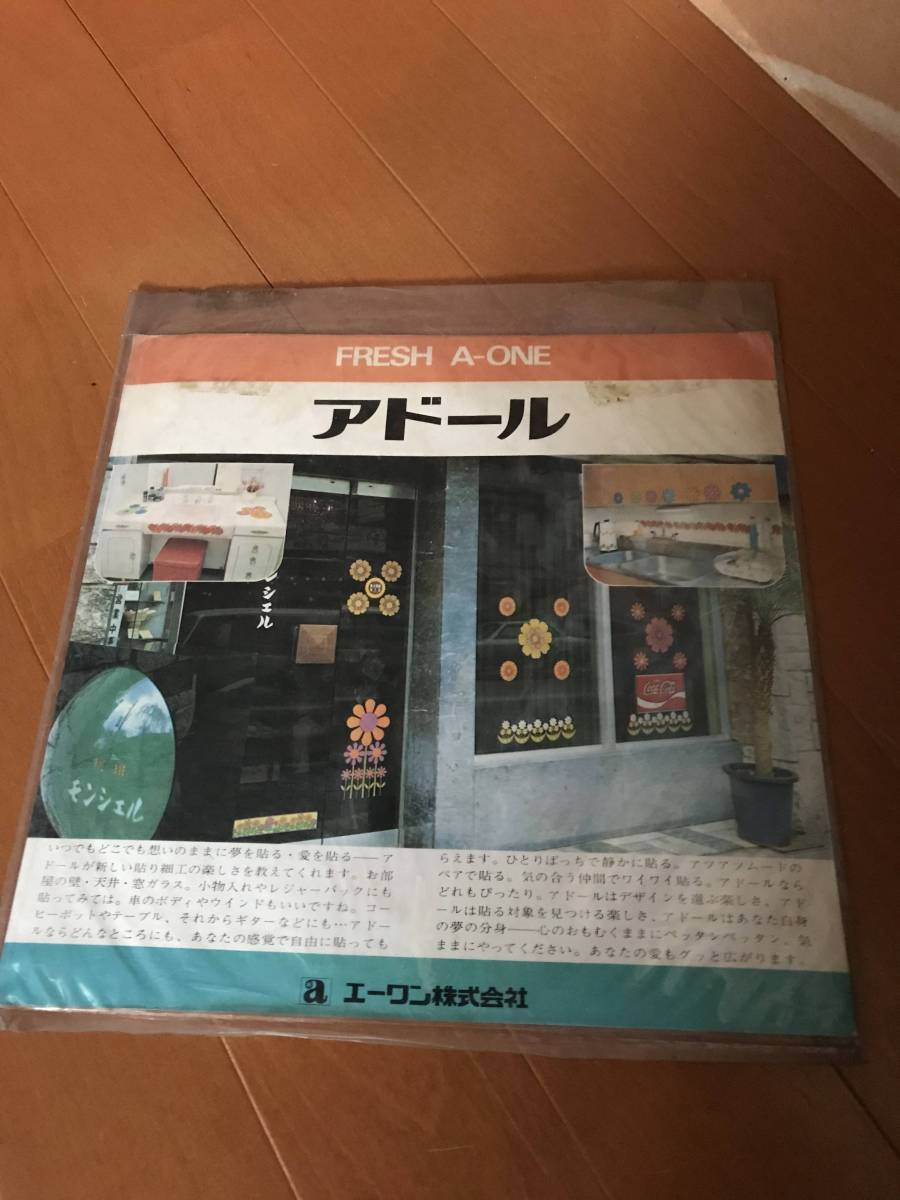 FRESH A-ONE
アドール
シエル
営業中
Coca-Cola
珈琲
モンシェル
いつでもどこでも想いのままに夢を貼る・愛を貼る――ア
ドールが新しい貼り細工の楽しさを教えてくれます。お部
屋の壁・天井・窓ガラス。小物入れやレジャーバックにも
貼ってみては。車のボディやウインドもいいですね。コー
ヒーポットやテーブル、それからギターなどにも…アドー
ルならどんなところにも、あなたの感覚で自由に貼っても
らえます。ひとりぼっちで静かに貼る。アツアツムードの
ペアで貼る。気の合う仲間でワイワイ貼る。アドールなら
どれもぴったり。アドールはデザインを選ぶ楽しさ、アド
ールは貼る対象を見つける楽しさ、アドールはあなた自身
の夢の分身――心のおもむくままにペッタンペッタン、気
ままにやってください。あなたの愛もグッと広がります。
a エーワン株式会社